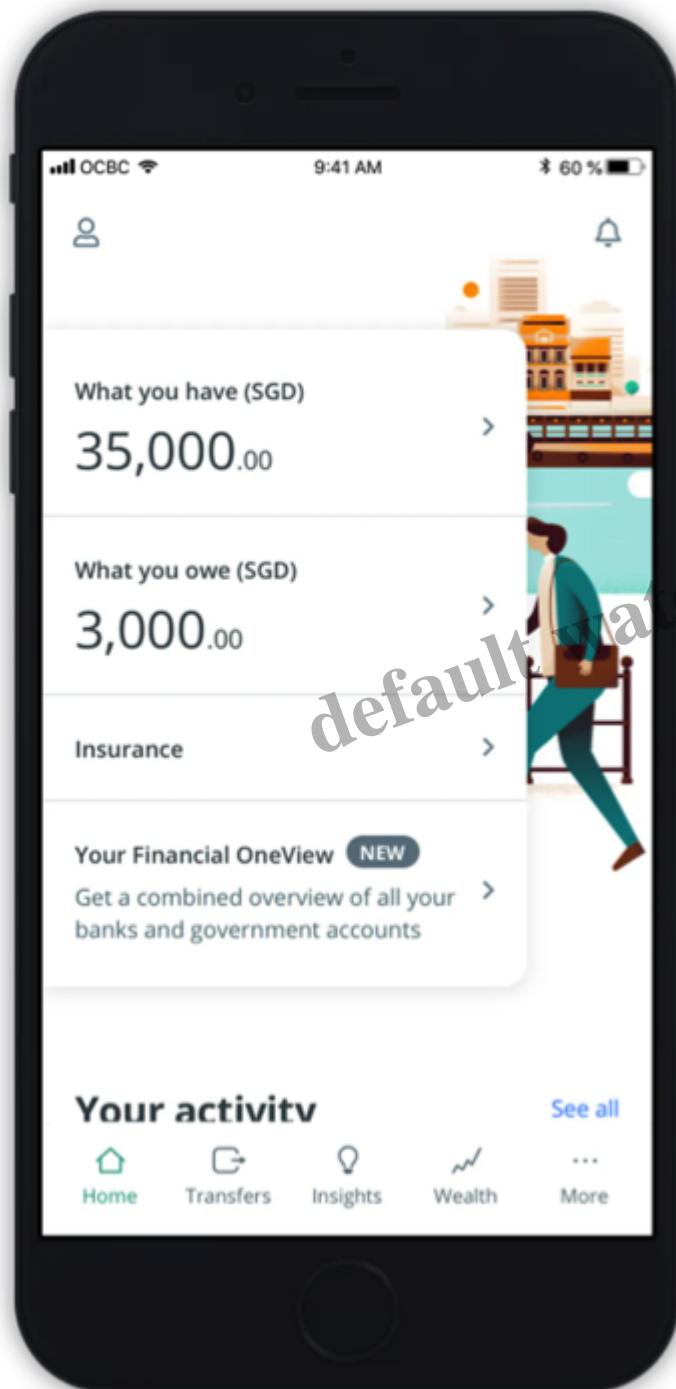 OCBC 9:41 AM 60 %
What you have (SGD)
35,000.00
What you owe (SGD)
3,000.00
Insurance
Your Financial OneView NEW
Get a combined overview of all your
banks and government accounts
Your activity See all
Home Transfers Insights Wealth More
default